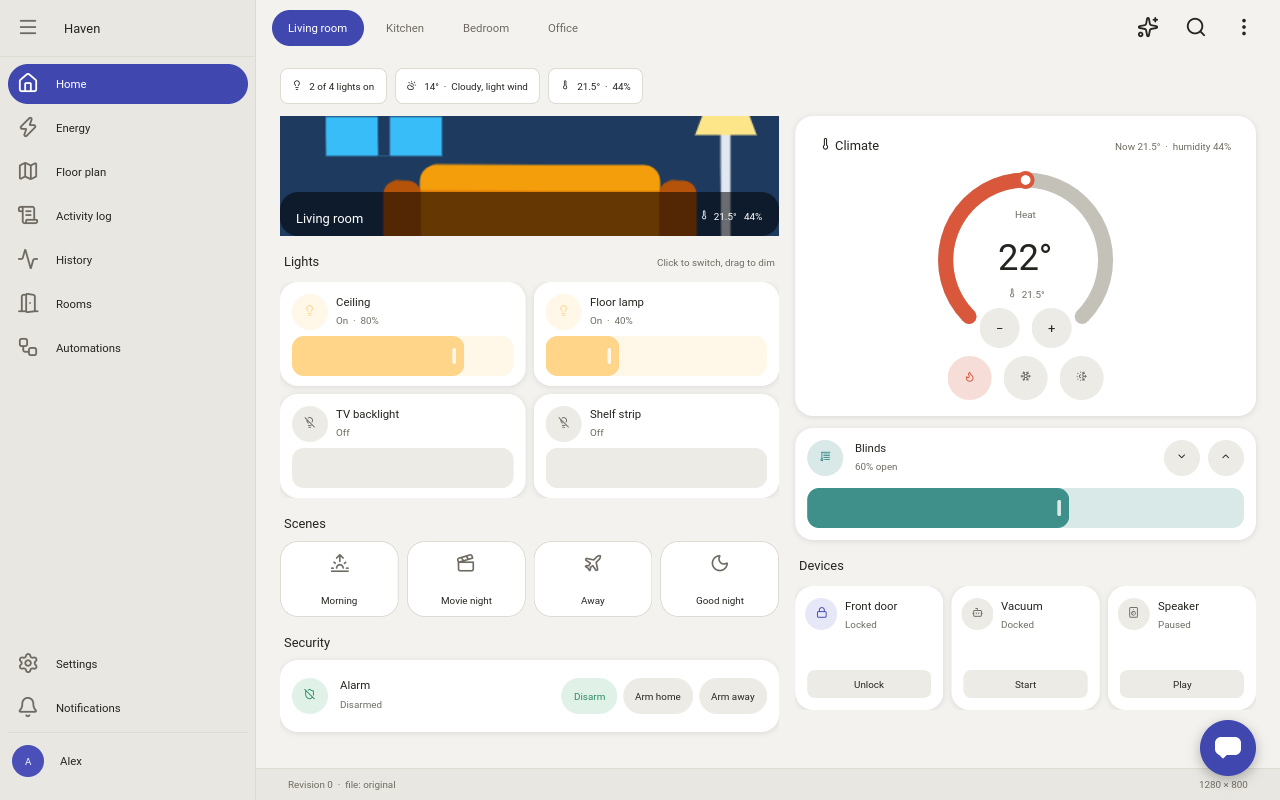 Haven
Home
Energy
Floor plan
Activity log
History
Rooms
Automations
Settings
Notifications
A
Alex
Living room
Kitchen
Bedroom
Office
2 of 4 lights on
14° · Cloudy, light wind
21.5° · 44%
Living room
21.5° 44%
Lights
Click to switch, drag to dim
Ceiling
On · 80%
Floor lamp
On · 40%
TV backlight
Off
Shelf strip
Off
Scenes
Morning
Movie night
Away
Good night
Security
Alarm
Disarmed
Disarm
Arm home
Arm away
Climate
Now 21.5° · humidity 44%
Heat
22°
21.5°
−
+
Blinds
60% open
Devices
Front door
Locked
Unlock
Vacuum
Docked
Start
Speaker
Paused
Play
Revision 0 · file: original
1280 × 800